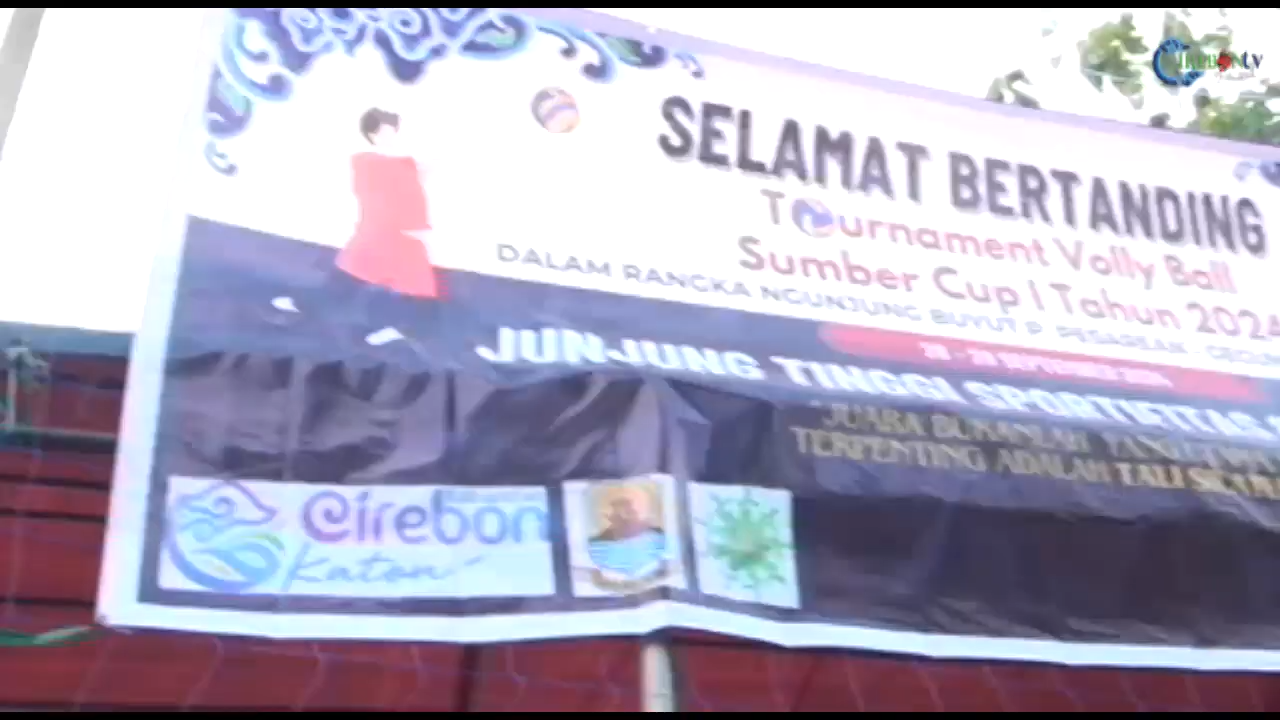 SELAMAT BERTANDING
Tournament Volly Ball
Sumber Cup I Tahun 2024
DALAM RANGKA NGUNJUNG BUYUT P.
JUNJUNG TINGGI SPORTIFITAS
"JUARA BUKANLAH YANG
TERPENTING ADALAH TALI
Cirebon
Katon